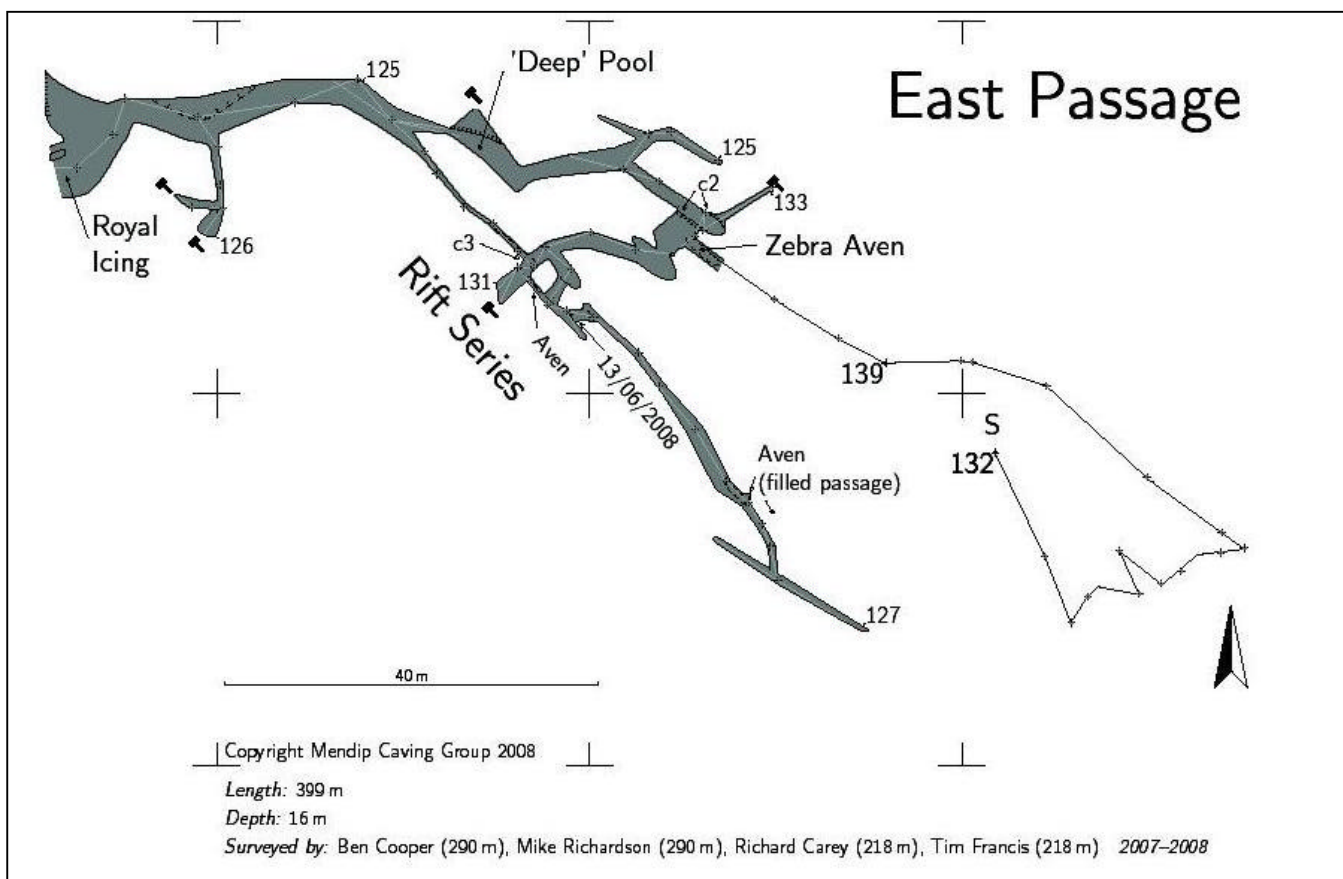 East Passage
125
'Deep' Pool
125
c2
133
Royal
Icing
126
Zebra Aven
c3
131
Rift Series
Aven
13/06/2008
139
S
132
Aven
(filled passage)
127
40 m
Copyright Mendip Caving Group 2008
Length: 399 m
Depth: 16 m
Surveyed by: Ben Cooper (290 m), Mike Richardson (290 m), Richard Carey (218 m), Tim Francis (218 m) 2007–2008